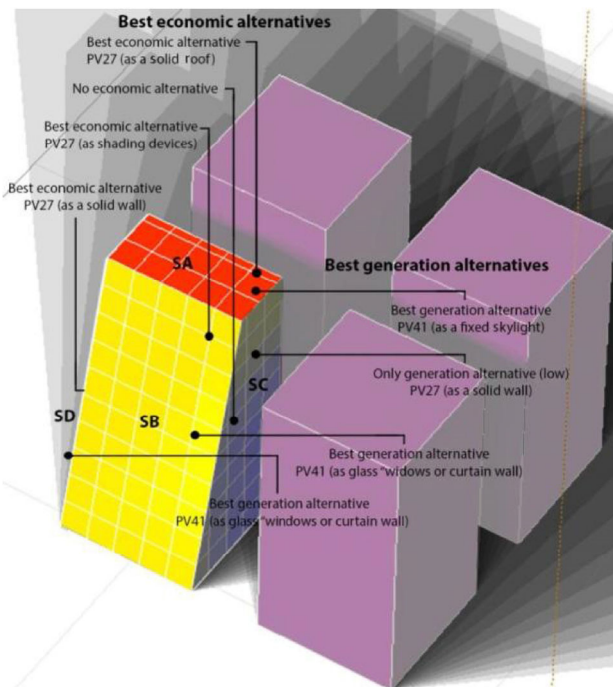 Best economic alternatives
Best economic alternative
PV27 (as a solid roof)
No economic alternative
Best economic alternative
PV27 (as shading devices)
Best economic alternative
PV27 (as a solid wall)
SA
Best generation alternatives
Best generation alternative
PV41 (as a fixed skylight)
Only generation alternative (low)
PV27 (as a solid wall)
SC
SD
SB
Best generation alternative
PV41 (as glass "widows or curtain wall)
Best generation alternative
PV41 (as glass "windows or curtain wall)